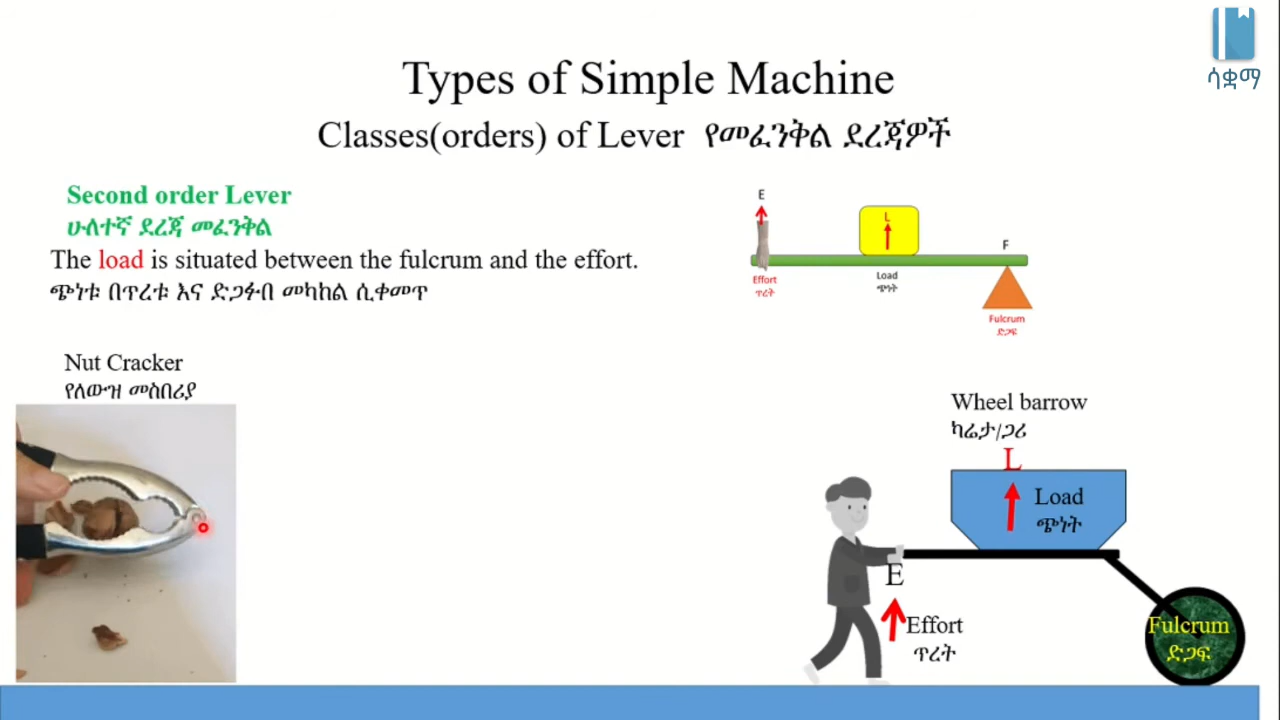 ሳቋማ
Types of Simple Machine
Classes(orders) of Lever የመፈንቅል ደረጃዎች
Second order Lever
ሁለተኛ ደረጃ መፈንቅል
The load is situated between the fulcrum and the effort.
ጭነቱ በጥረቱ እና ድጋፉበ መካከል ሲቀመጥ
E
L
F
Effort
ጥረት
Load
ጭነት
Fulcrum
ድጋፍ
Nut Cracker
የለውዝ መስበሪያ
Wheel barrow
ካሬታ/ጋሪ
L
Load
ጭነት
E
Effort
ጥረት
Fulcrum
ድጋፍ